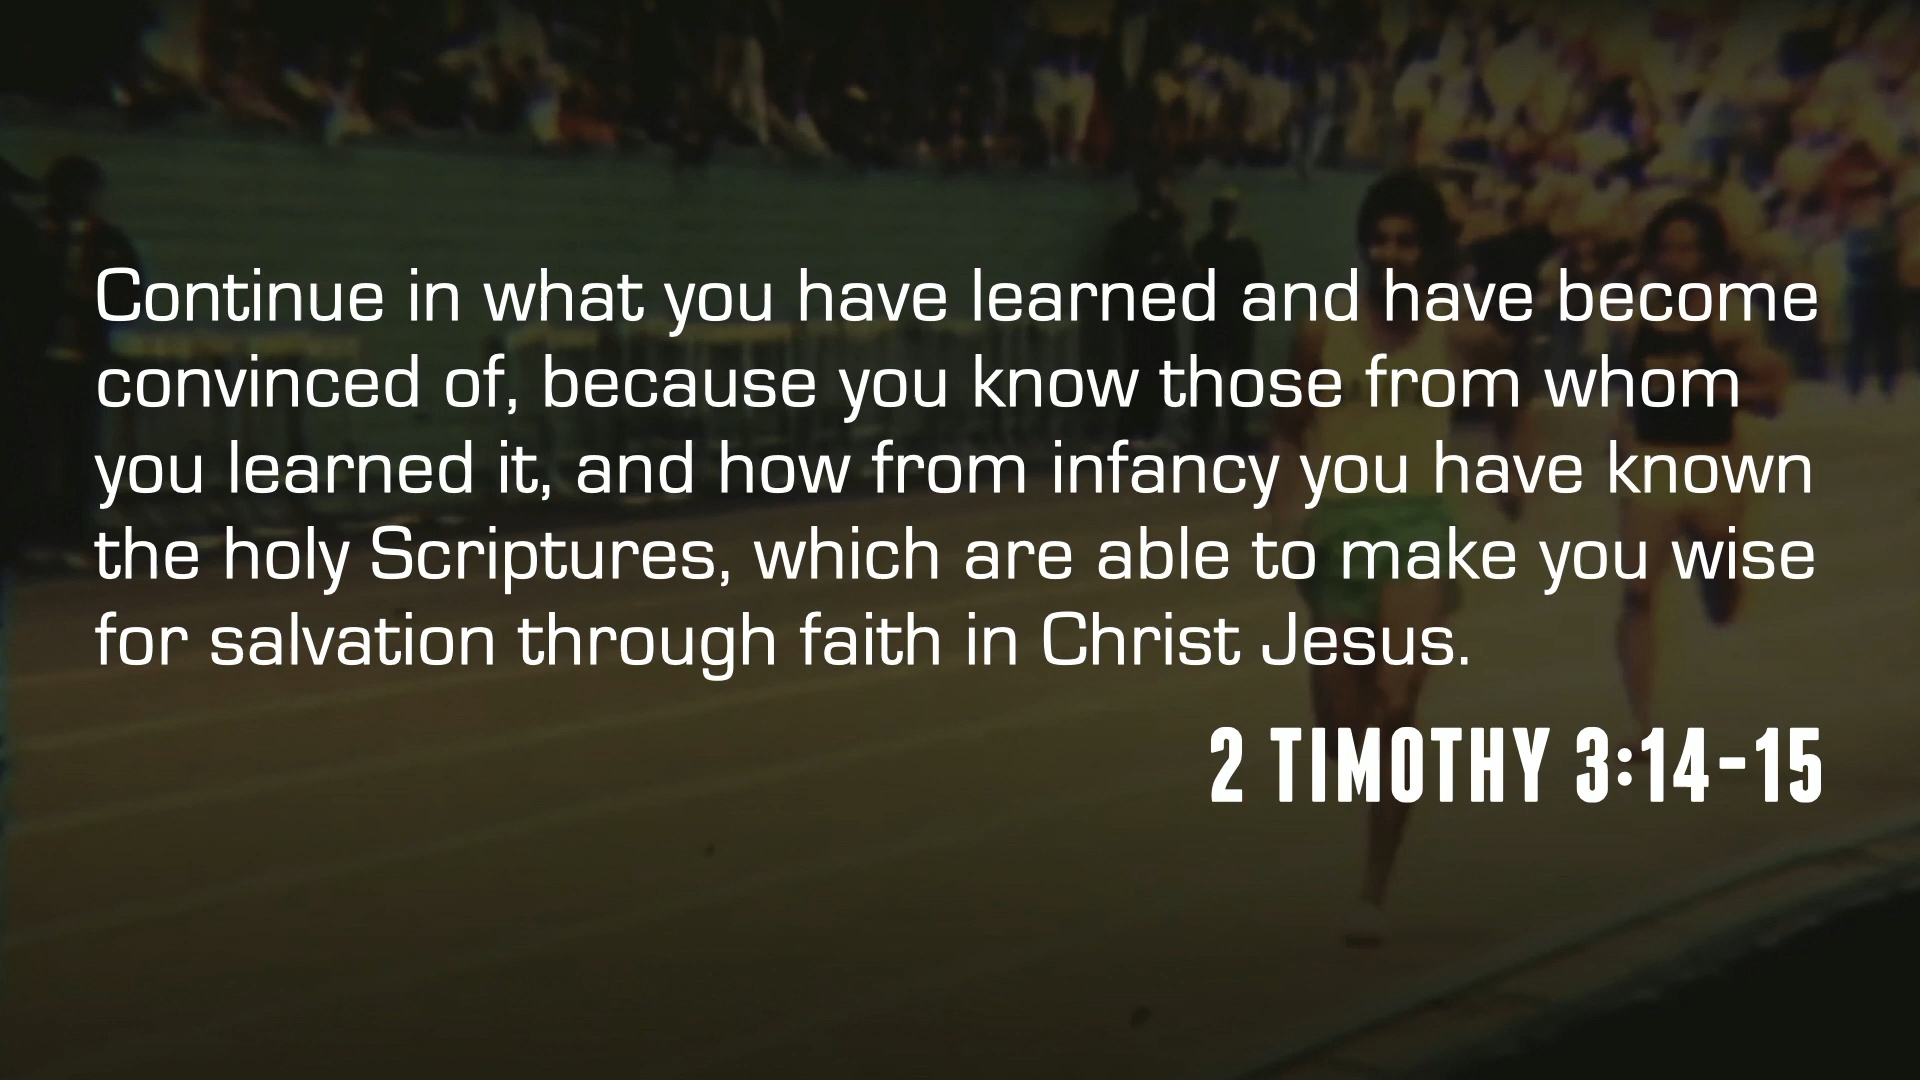 Continue in what you have learned and have become
convinced of, because you know those from whom
you learned it, and how from infancy you have known
the holy Scriptures, which are able to make you wise
for salvation through faith in Christ Jesus.
2 TIMOTHY 3:14-15